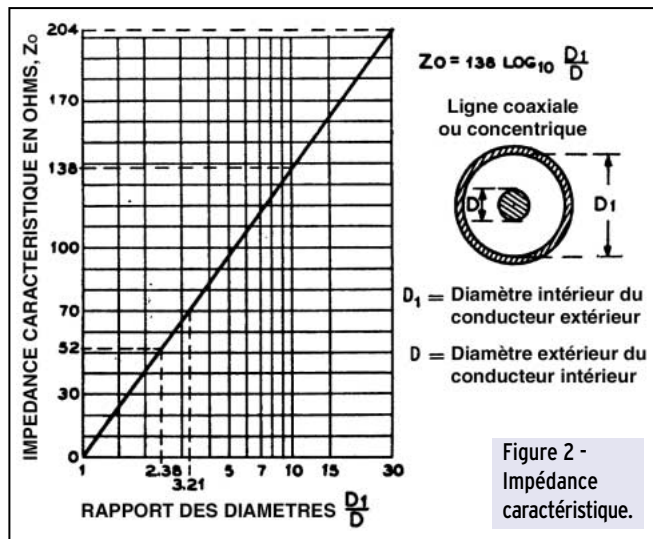 IMPEDANCE CARACTERISTIQUE EN OHMS, Zo
204
170
138
100
70
52
30
0
1
2.38
3.21
5
7
10
15
30
RAPPORT DES DIAMETRES D1/D
Zo = 138 LOG10 D1/D
Ligne coaxiale
ou concentrique
D
D1
D1 = Diamètre intérieur du
conducteur extérieur
D = Diamètre extérieur du
conducteur intérieur
Figure 2 -
Impédance
caractéristique.